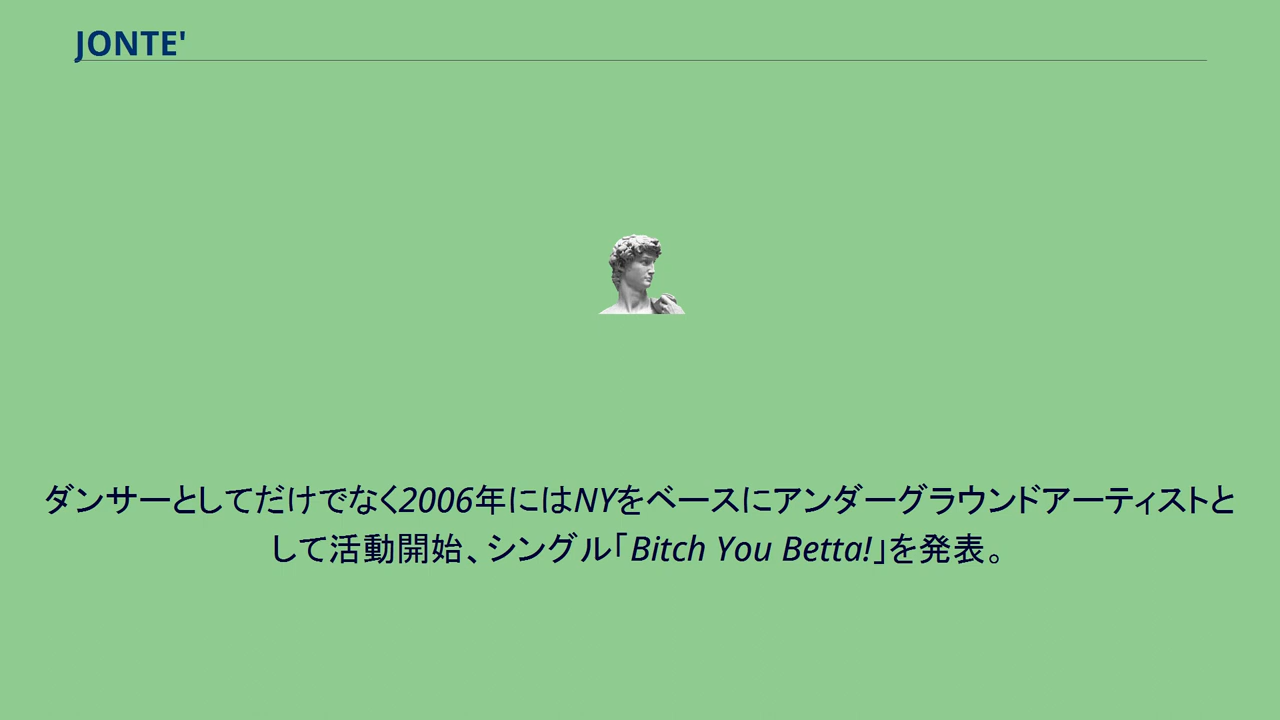 JONTE'
ダンサーとしてだけでなく2006年にはNYをベースにアンダーグラウンドアーティストと
して活動開始、シングル「Bitch You Betta!」を発表。